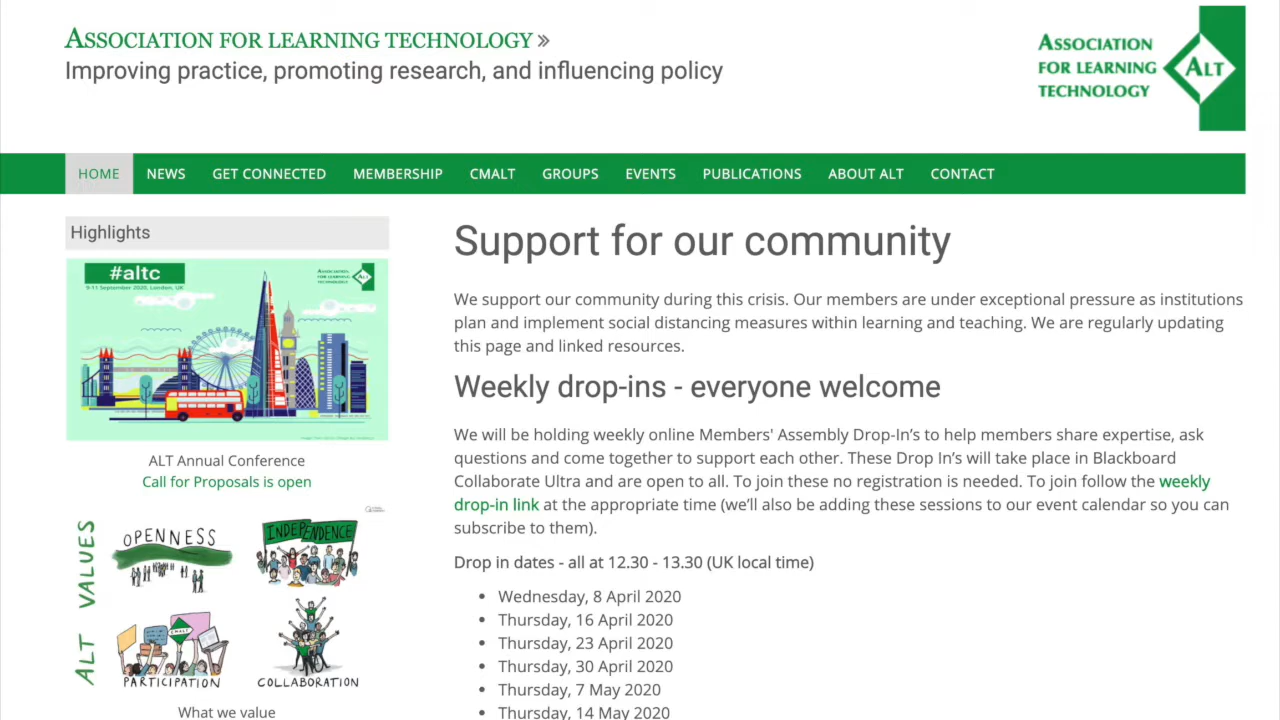 ASSOCIATION FOR LEARNING TECHNOLOGY »
Improving practice, promoting research, and influencing policy
ASSOCIATION
FOR LEARNING
TECHNOLOGY
ALT
HOME NEWS GET CONNECTED MEMBERSHIP CMALT GROUPS EVENTS PUBLICATIONS ABOUT ALT CONTACT
Highlights
#altc
9-11 September 2020, London, UK
ALT Annual Conference
Call for Proposals is open
ALT VALUES
OPENNESS
INDEPENDENCE
CMALT
PARTICIPATION
COLLABORATION
What we value
Support for our community
We support our community during this crisis. Our members are under exceptional pressure as institutions
plan and implement social distancing measures within learning and teaching. We are regularly updating
this page and linked resources.
Weekly drop-ins - everyone welcome
We will be holding weekly online Members' Assembly Drop-In's to help members share expertise, ask
questions and come together to support each other. These Drop In's will take place in Blackboard
Collaborate Ultra and are open to all. To join these no registration is needed. To join follow the weekly
drop-in link at the appropriate time (we'll also be adding these sessions to our event calendar so you can
subscribe to them).
Drop in dates - all at 12.30 - 13.30 (UK local time)
• Wednesday, 8 April 2020
• Thursday, 16 April 2020
• Thursday, 23 April 2020
• Thursday, 30 April 2020
• Thursday, 7 May 2020
• Thursday, 14 May 2020